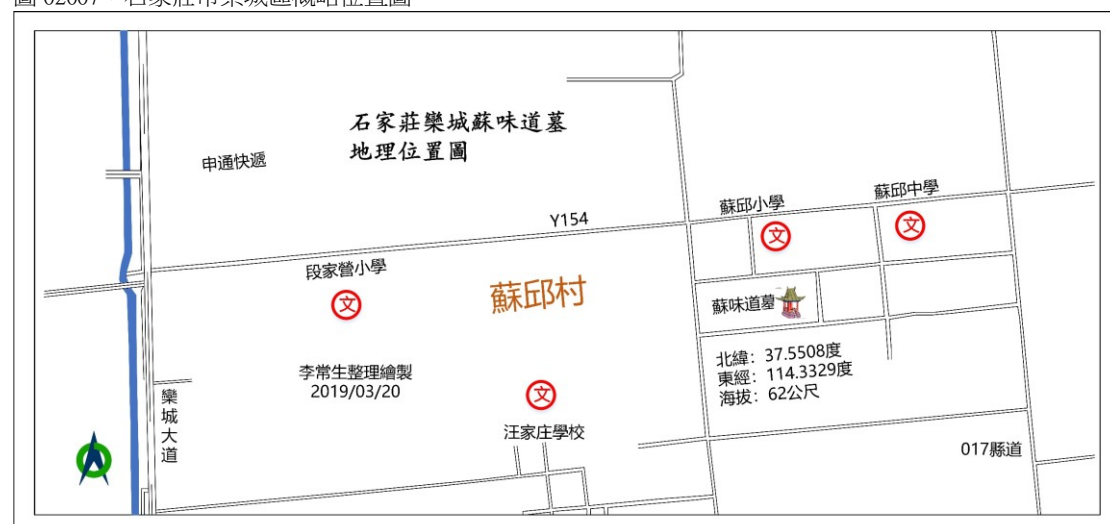 石家莊欒城蘇味道墓
地理位置圖
申通快遞
蘇邱中學
蘇邱小學
Y154
文
文
段家營小學
文
蘇邱村
蘇味道墓
北緯：37.5508度
東經：114.3329度
海拔：62公尺
李常生整理繪製
2019/03/20
文
欒城大道
汪家庄學校
017縣道